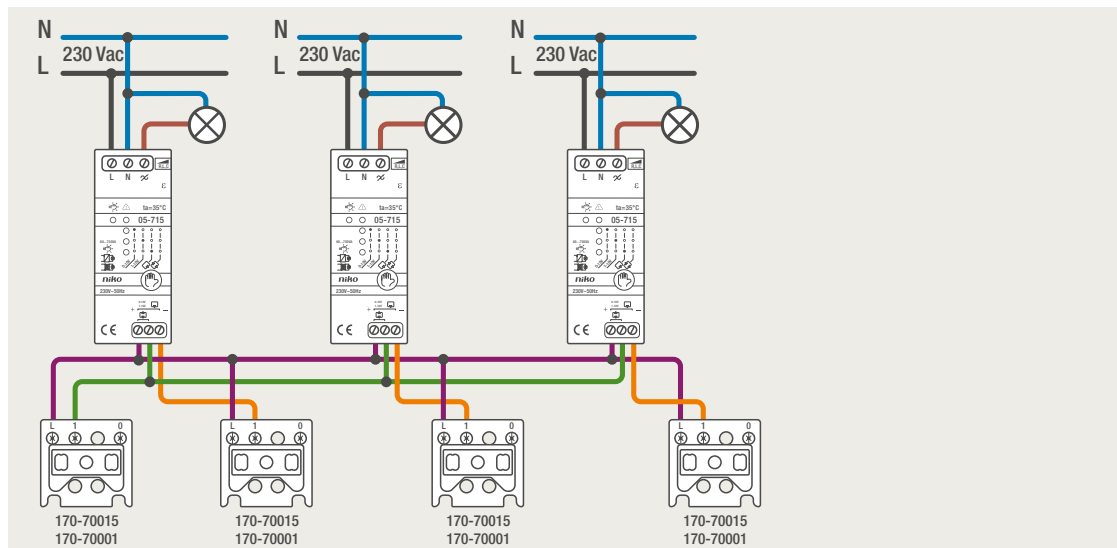 N N N
230 Vac 230 Vac 230 Vac
L L L
L N L N L N
R,L,C R,L,C R,L,C
ε ε ε
ta=35°C ta=35°C ta=35°C
05-715 05-715 05-715
niko niko niko
230V~50Hz 230V~50Hz 230V~50Hz
+ − + − + −
CE CE CE
L 1 0 L 1 0 L 1 0 L 1 0
170-70015 170-70015 170-70015 170-70015
170-70001 170-70001 170-70001 170-70001